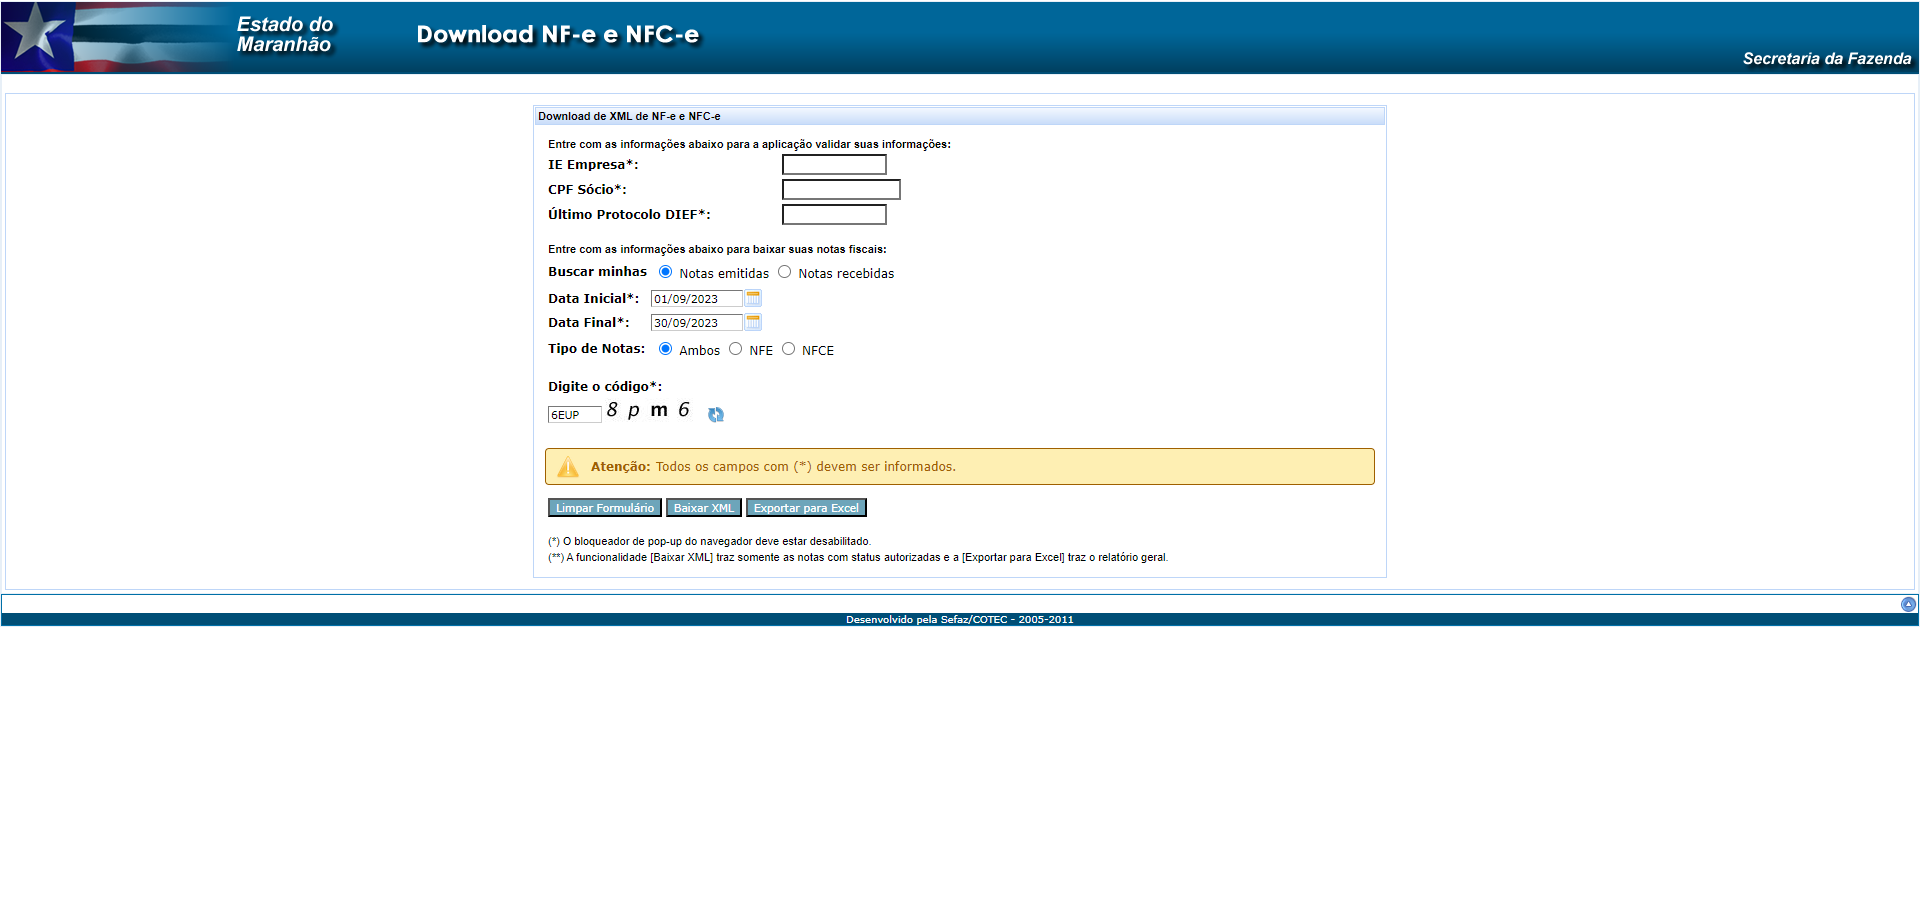 Estado do
Maranhão
Download NF-e e NFC-e
Secretaria da Fazenda
Download de XML de NF-e e NFC-e
Entre com as informações abaixo para a aplicação validar suas informações:
IE Empresa*:
CPF Sócio*:
Último Protocolo DIEF*:
Entre com as informações abaixo para baixar suas notas fiscais:
Buscar minhas Notas emitidas Notas recebidas
Data Inicial*: 01/09/2023
Data Final*: 30/09/2023
Tipo de Notas: Ambos NFE NFCE
Digite o código*:
6EUP 8 p m 6
Atenção: Todos os campos com (*) devem ser informados.
Limpar Formulário Baixar XML Exportar para Excel
(*) O bloqueador de pop-up do navegador deve estar desabilitado.
(**) A funcionalidade [Baixar XML] traz somente as notas com status autorizadas e a [Exportar para Excel] traz o relatório geral.
Desenvolvido pela Sefaz/COTEC - 2005-2011